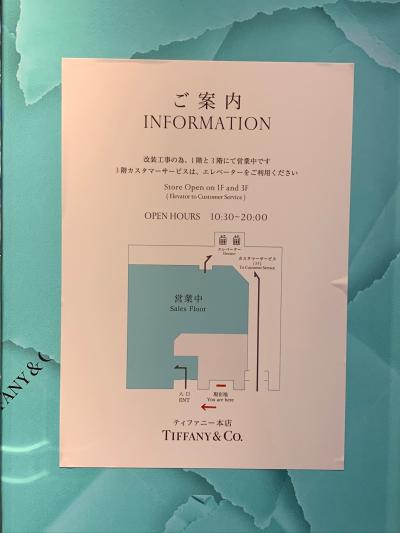 ご案内
INFORMATION
改装工事の為、1階と3階にて営業中です
3階カスタマーサービスは、エレベーターをご利用ください
Store Open on 1F and 3F
( Elevator to Customer Service )
OPEN HOURS 10:30~20:00
エレベーター
Elevator
カスタマーサービス
(3F)
To Customer Service
営業中
Sales Floor
入口
ENT
現在地
You are here
ティファニー本店
TIFFANY & CO.
ANY & CO